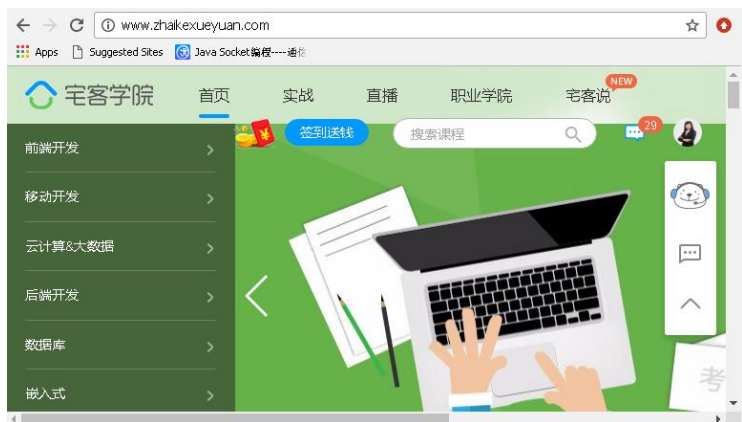 www.zhaikexueyuan.com
Apps Suggested Sites Java Socket编程----通信
NEW
宅客学院 首页 实战 直播 职业学院 宅客说
签到送钱 搜索课程 29
前端开发
移动开发
云计算&大数据
后端开发
数据库
嵌入式
考